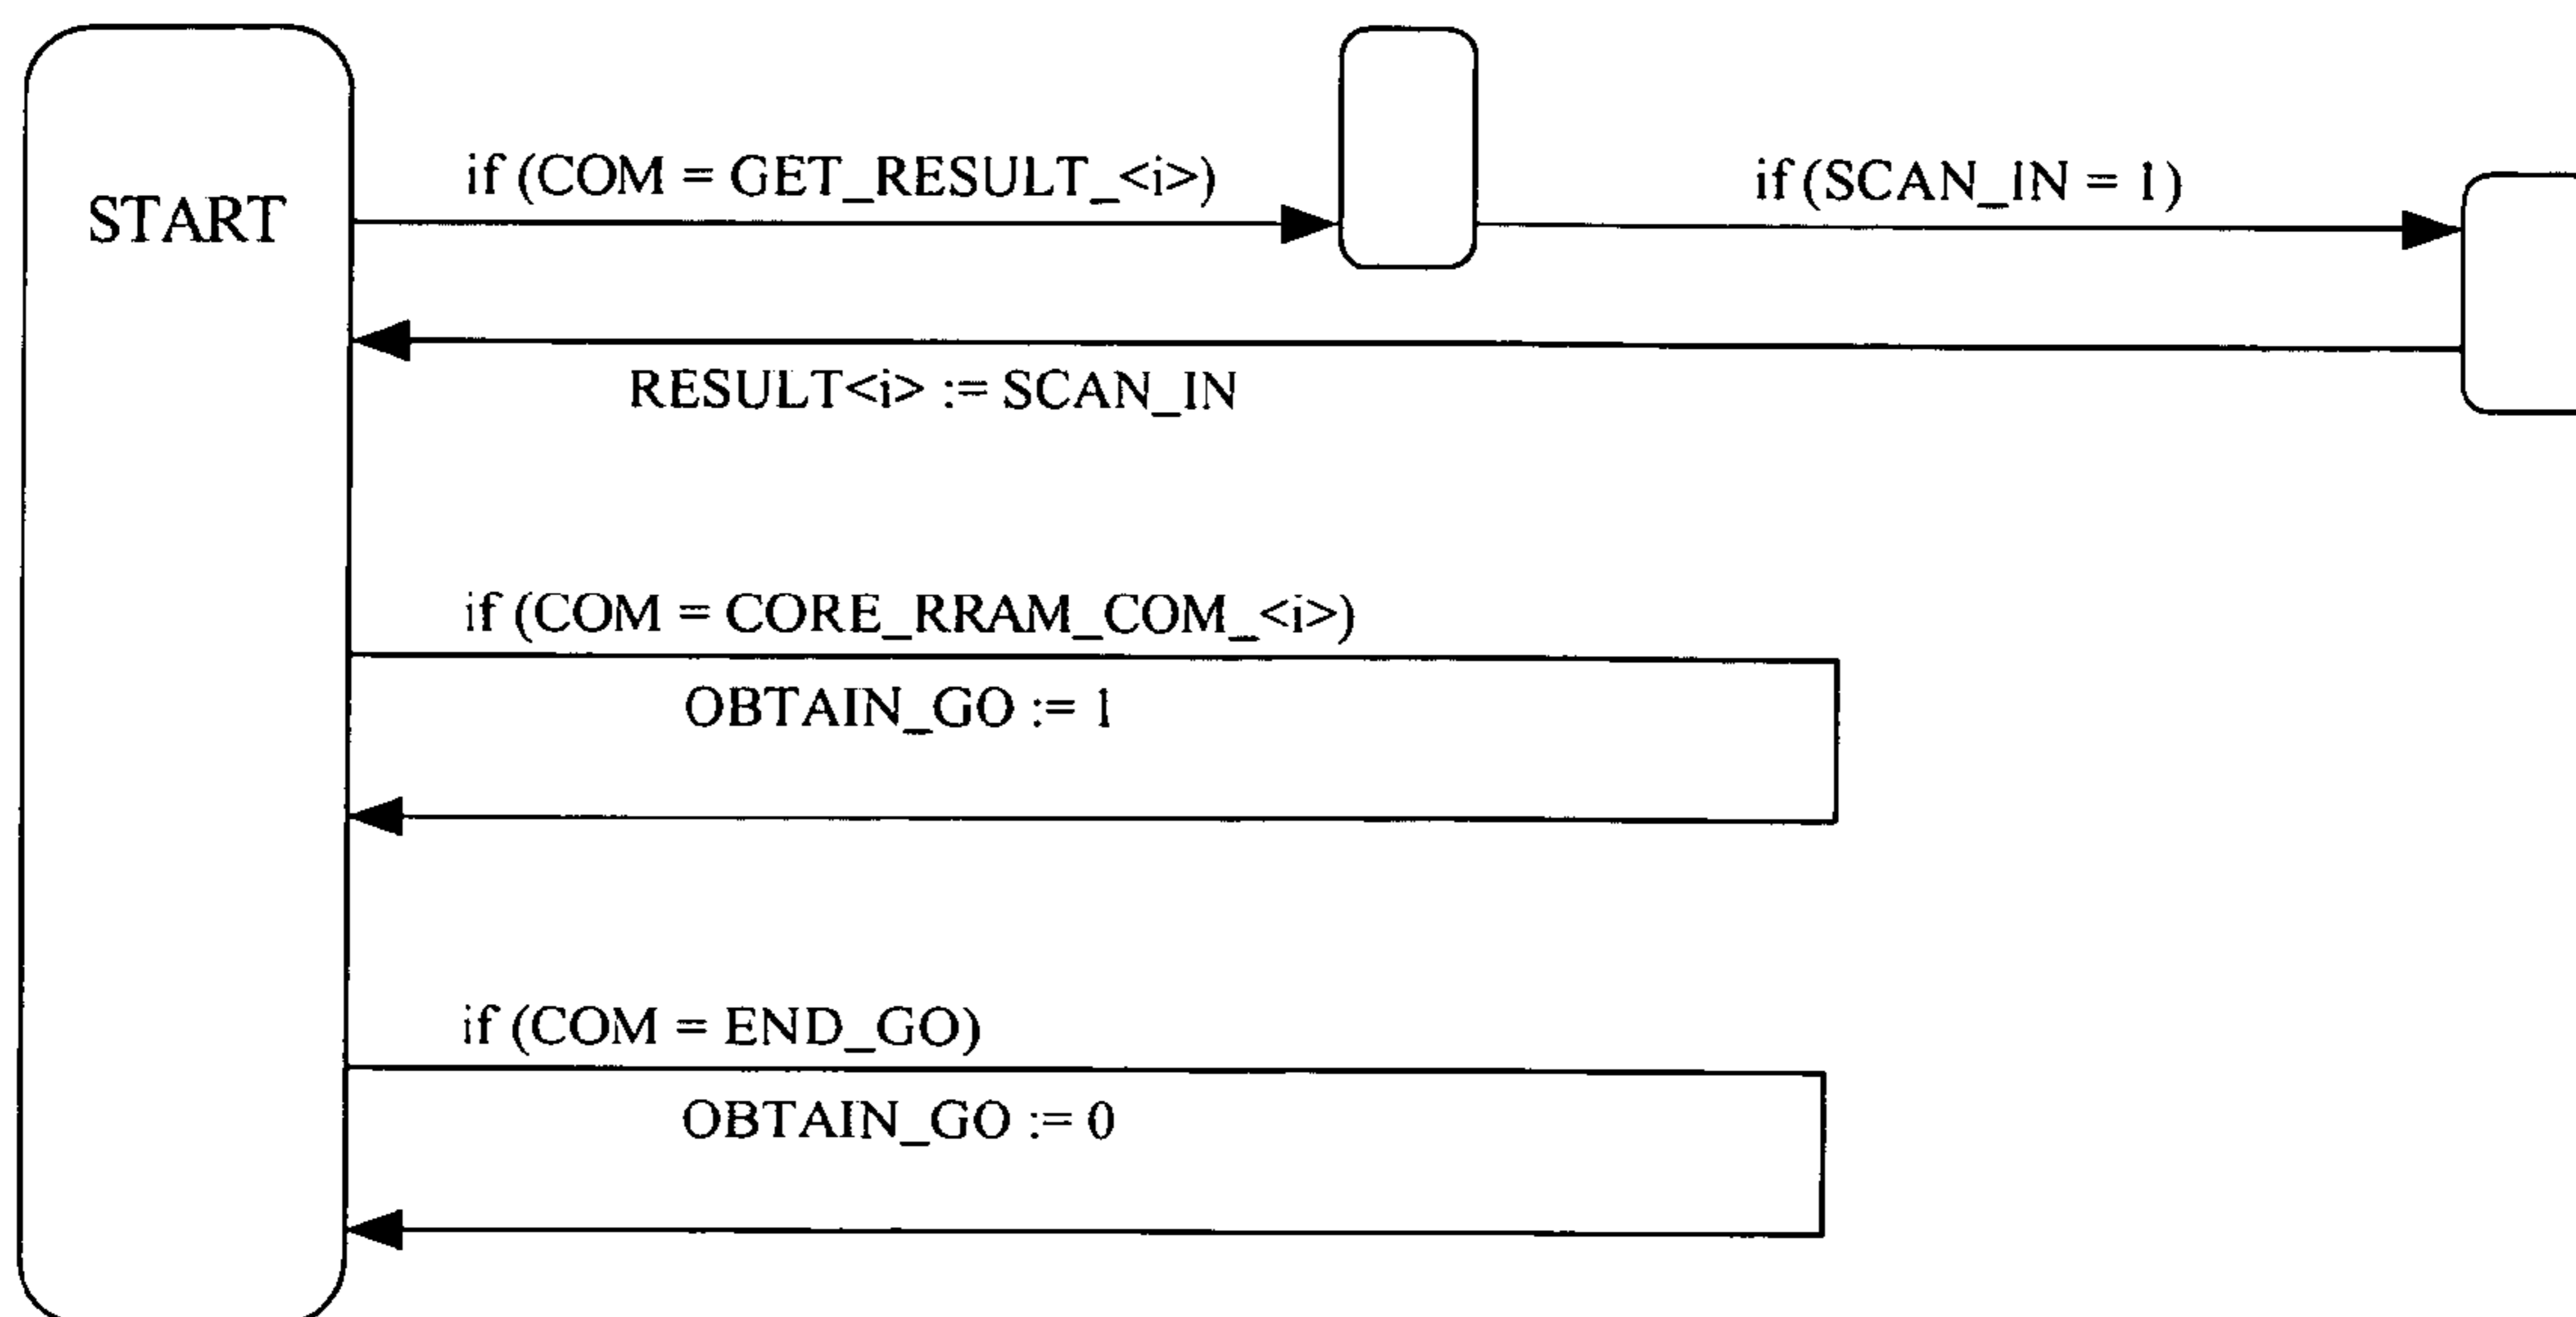 START
if (COM = GET_RESULT_<i>)
if (SCAN_IN = 1)
RESULT<i> := SCAN_IN
if (COM = CORE_RRAM_COM_<i>)
OBTAIN_GO := 1
if (COM = END_GO)
OBTAIN_GO := 0